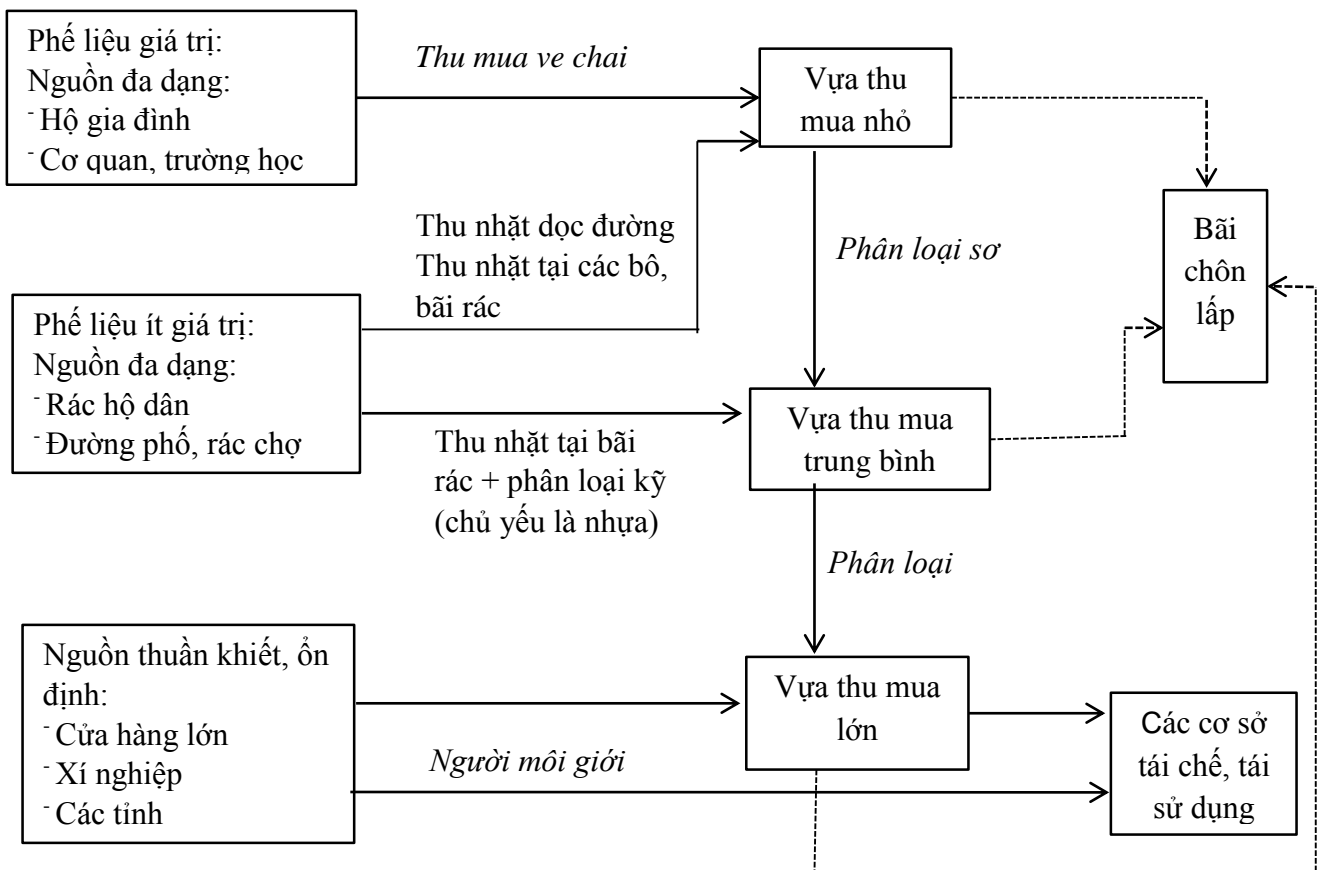 Phế liệu giá trị:
Nguồn đa dạng:
- Hộ gia đình
- Cơ quan, trường học
Thu mua ve chai
Vựa thu
mua nhỏ
Thu nhặt dọc đường
Thu nhặt tại các bô,
bãi rác
Phân loại sơ
Bãi
chôn
lấp
Phế liệu ít giá trị:
Nguồn đa dạng:
- Rác hộ dân
- Đường phố, rác chợ
Thu nhặt tại bãi
rác + phân loại kỹ
(chủ yếu là nhựa)
Vựa thu mua
trung bình
Phân loại
Nguồn thuần khiết, ổn
định:
- Cửa hàng lớn
- Xí nghiệp
- Các tỉnh
Người môi giới
Vựa thu mua
lớn
Các cơ sở
tái chế, tái
sử dụng